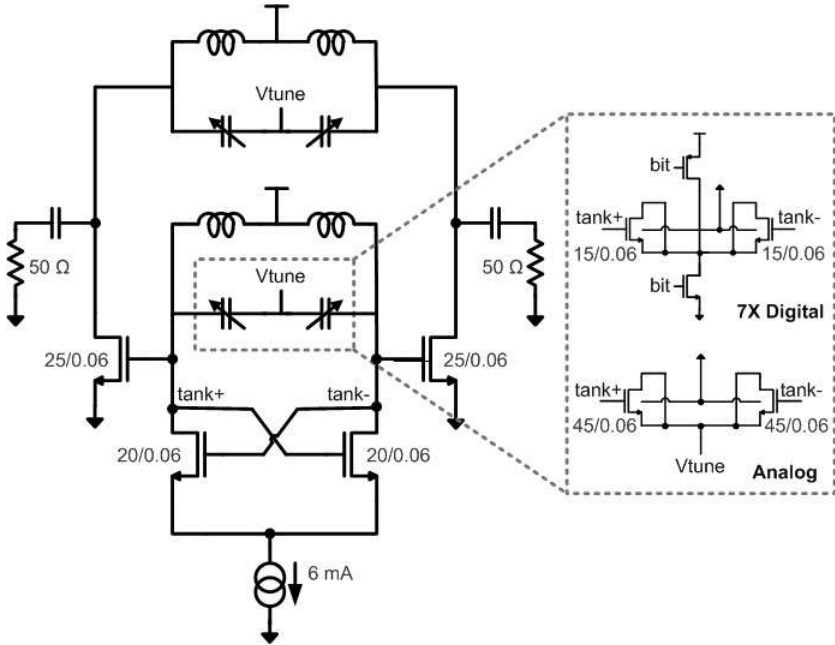 Vtune
bit
tank+
tank-
Vtune
50 Ω
50 Ω
15/0.06
15/0.06
bit
7X Digital
25/0.06
25/0.06
tank+
tank-
tank+
tank-
20/0.06
20/0.06
45/0.06
45/0.06
Vtune
Analog
6 mA